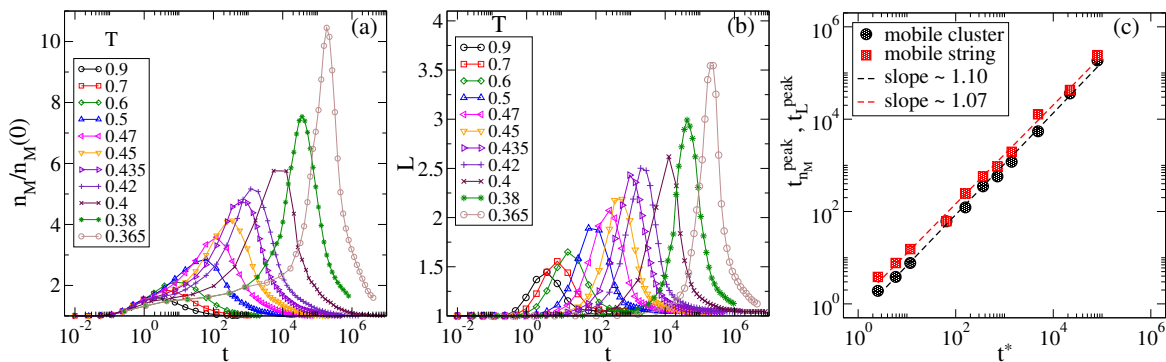 (a)
T
0.9
0.7
0.6
0.5
0.47
0.45
0.435
0.42
0.4
0.38
0.365
n_M/n_M(0)
10
8
6
4
2
10^-2 10^0 10^2 10^4 10^6
t
(b)
T
0.9
0.7
0.6
0.5
0.47
0.45
0.435
0.42
0.4
0.38
0.365
L
4
3.5
3
2.5
2
1.5
1
10^-2 10^0 10^2 10^4 10^6
t
(c)
mobile cluster
mobile string
slope ~ 1.10
slope ~ 1.07
t_{n_M}^{peak} , t_L^{peak}
10^6
10^4
10^2
10^0
10^0 10^2 10^4 10^6
t^*